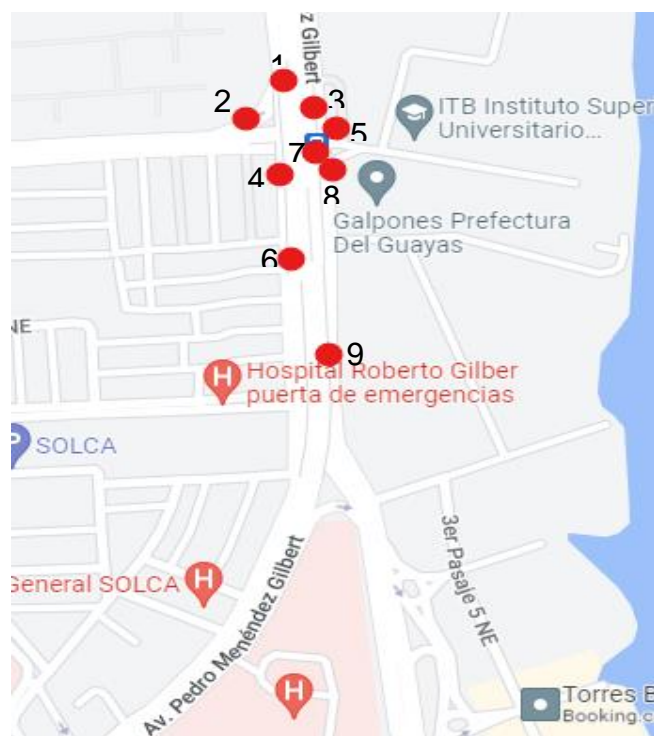 z Gilbert
1
2
3
ITB Instituto Super
Universitario...
5
7
4
8
Galpones Prefectura
Del Guayas
6
NE
9
Hospital Roberto Gilber
puerta de emergencias
SOLCA
General SOLCA
3er Pasaje 5 NE
Av. Pedro Menéndez Gilbert
H
H
H
Torres B
Booking.c